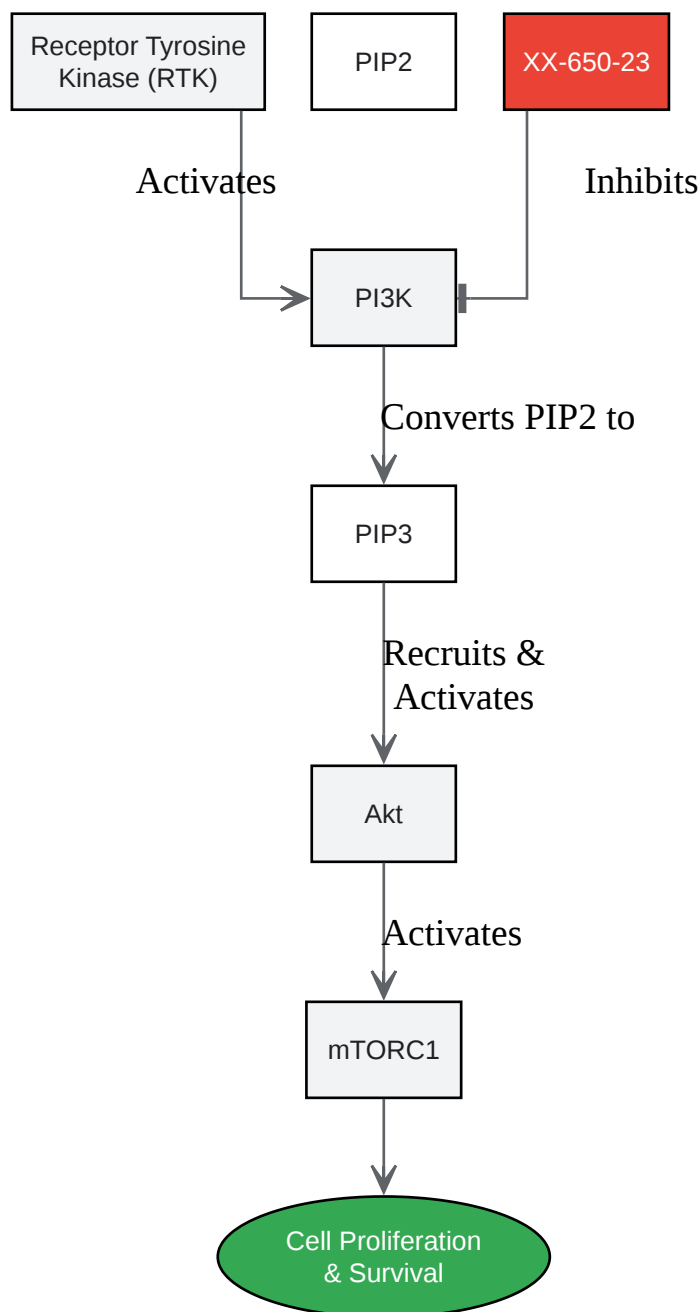 Receptor Tyrosine
Kinase (RTK)
PIP2
XX-650-23
Activates
Inhibits
PI3K
Converts PIP2 to
PIP3
Recruits &
Activates
Akt
Activates
mTORC1
Cell Proliferation
& Survival